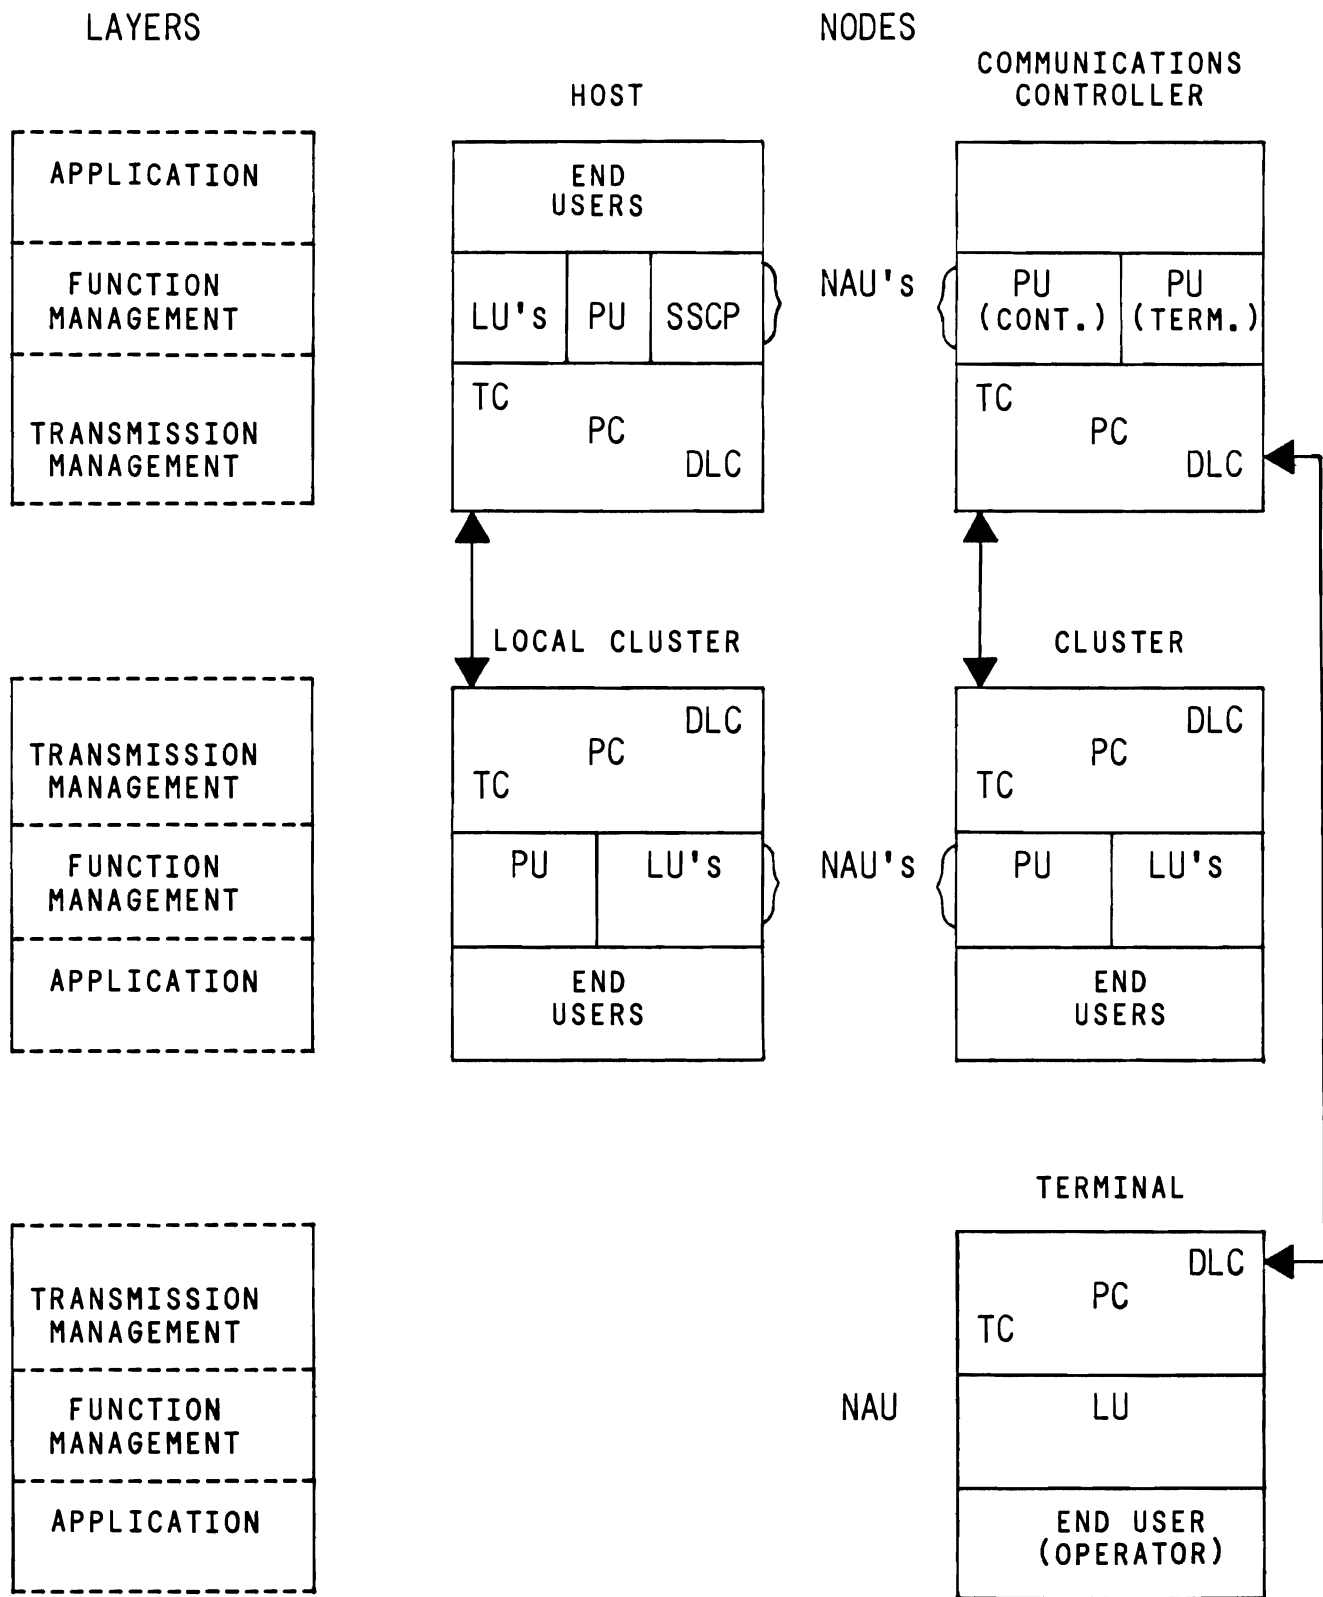 LAYERS
NODES
HOST
COMMUNICATIONS
CONTROLLER
APPLICATION
FUNCTION
MANAGEMENT
TRANSMISSION
MANAGEMENT
END
USERS
LU's
PU
SSCP
NAU's
PU
(CONT.)
PU
(TERM.)
TC
PC
DLC
TC
PC
DLC
LOCAL CLUSTER
CLUSTER
TRANSMISSION
MANAGEMENT
FUNCTION
MANAGEMENT
APPLICATION
DLC
PC
TC
PU
LU's
END
USERS
NAU's
DLC
PC
TC
PU
LU's
END
USERS
TERMINAL
TRANSMISSION
MANAGEMENT
FUNCTION
MANAGEMENT
APPLICATION
NAU
DLC
PC
TC
LU
END USER
(OPERATOR)